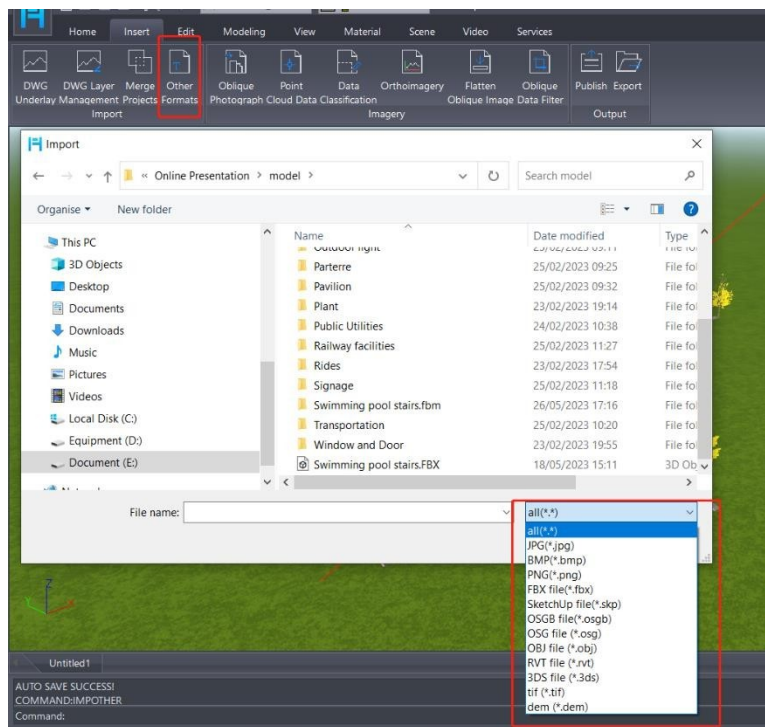 Home Insert Edit Modeling View Material Scene Video Services
DWG DWG Layer Merge Other Oblique Point Data Orthoimagery Flatten Oblique Publish Export
Underlay Management Projects Formats Photograph Cloud Data Classification Oblique Image Data Filter
Import Imagery Output
Import
« Online Presentation > model > Search model
Organise New folder
Name Date modified Type
This PC
3D Objects
Desktop
Documents
Downloads
Music
Pictures
Videos
Local Disk (C:)
Equipment (D:)
Document (E:)
Outdoor light
Parterre 25/02/2023 09:25 File fol
Pavilion 25/02/2023 09:32 File fol
Plant 23/02/2023 19:14 File fol
Public Utilities 24/02/2023 10:38 File fol
Railway facilities 25/02/2023 11:27 File fol
Rides 23/02/2023 17:54 File fol
Signage 25/02/2023 11:18 File fol
Swimming pool stairs.fbm 26/05/2023 17:16 File fol
Transportation 25/02/2023 10:20 File fol
Window and Door 23/02/2023 19:55 File fol
Swimming pool stairs.FBX 18/05/2023 15:11 3D Ob
File name: all(*.*)
all(*.*)
JPG(*.jpg)
BMP(*.bmp)
PNG(*.png)
FBX file(*.fbx)
SketchUp file(*.skp)
OSGB file(*.osgb)
OSG file (*.osg)
OBJ file (*.obj)
RVT file (*.rvt)
3DS file (*.3ds)
tif (*.tif)
dem (*.dem)
Z
Untitled1
AUTO SAVE SUCCESS!
COMMAND:IMPOTHER
Command: